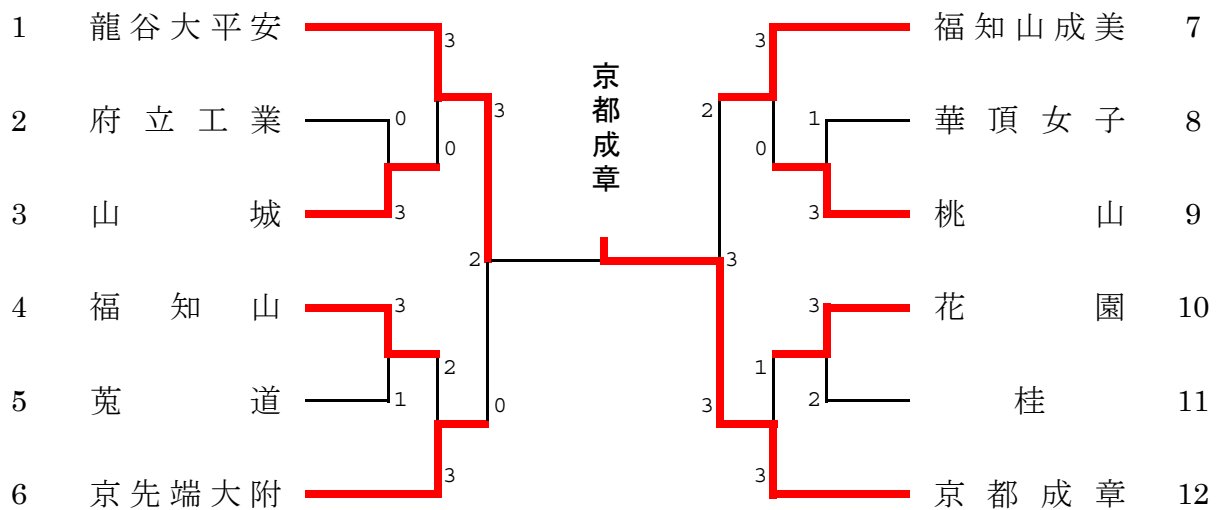 1 龍谷大平安 3 3 福知山成美 7
京都成章
2 府立工業 0 3 2 1 華頂女子 8
0 0
3 山城 3 3 桃山 9
2 3
4 福知山 3 3 花園 10
2 1
5 菟道 1 0 3 2 桂 11
3 3
6 京先端大附 京都成章 12